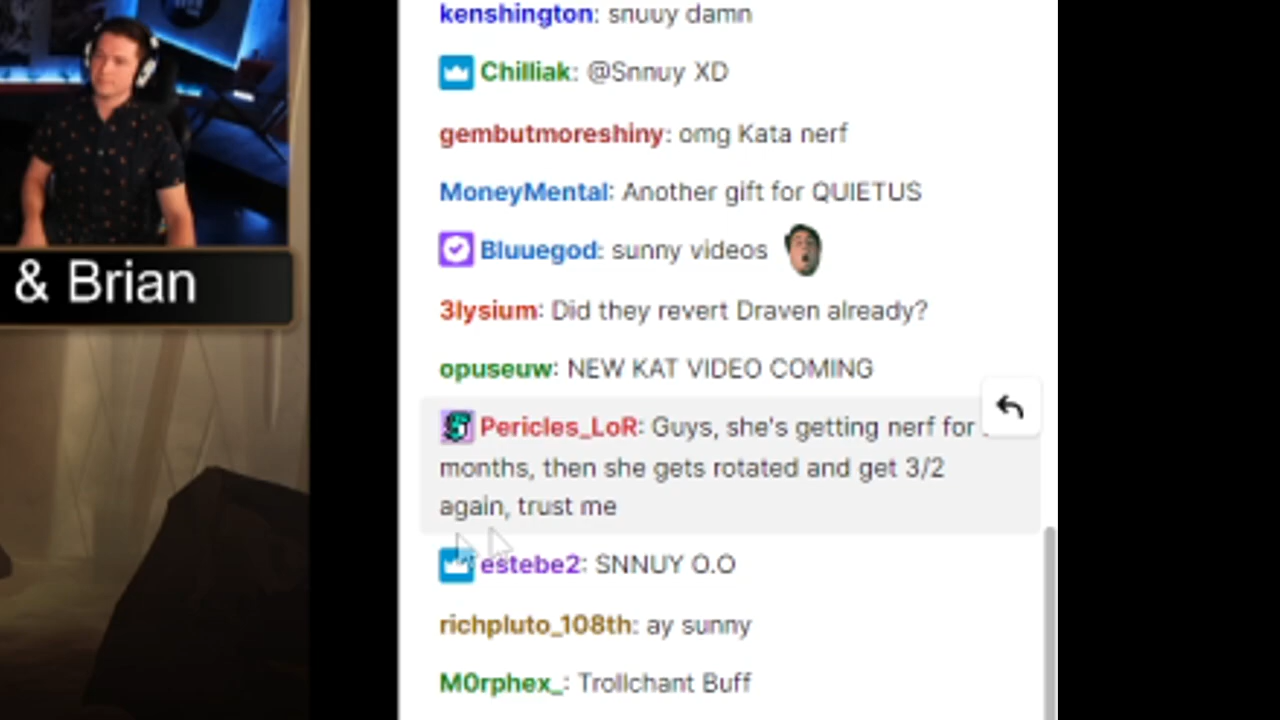 kenshington: snuuy damn
Chilliak: @Snnuy XD
gembutmoreshiny: omg Kata nerf
MoneyMental: Another gift for QUIETUS
Bluuegod: sunny videos
& Brian
3lysium: Did they revert Draven already?
opuseuw: NEW KAT VIDEO COMING
Pericles_LoR: Guys, she's getting nerf for
months, then she gets rotated and get 3/2
again, trust me
estebe2: SNNUY O.O
richpluto_108th: ay sunny
M0rphex_: Trollchant Buff